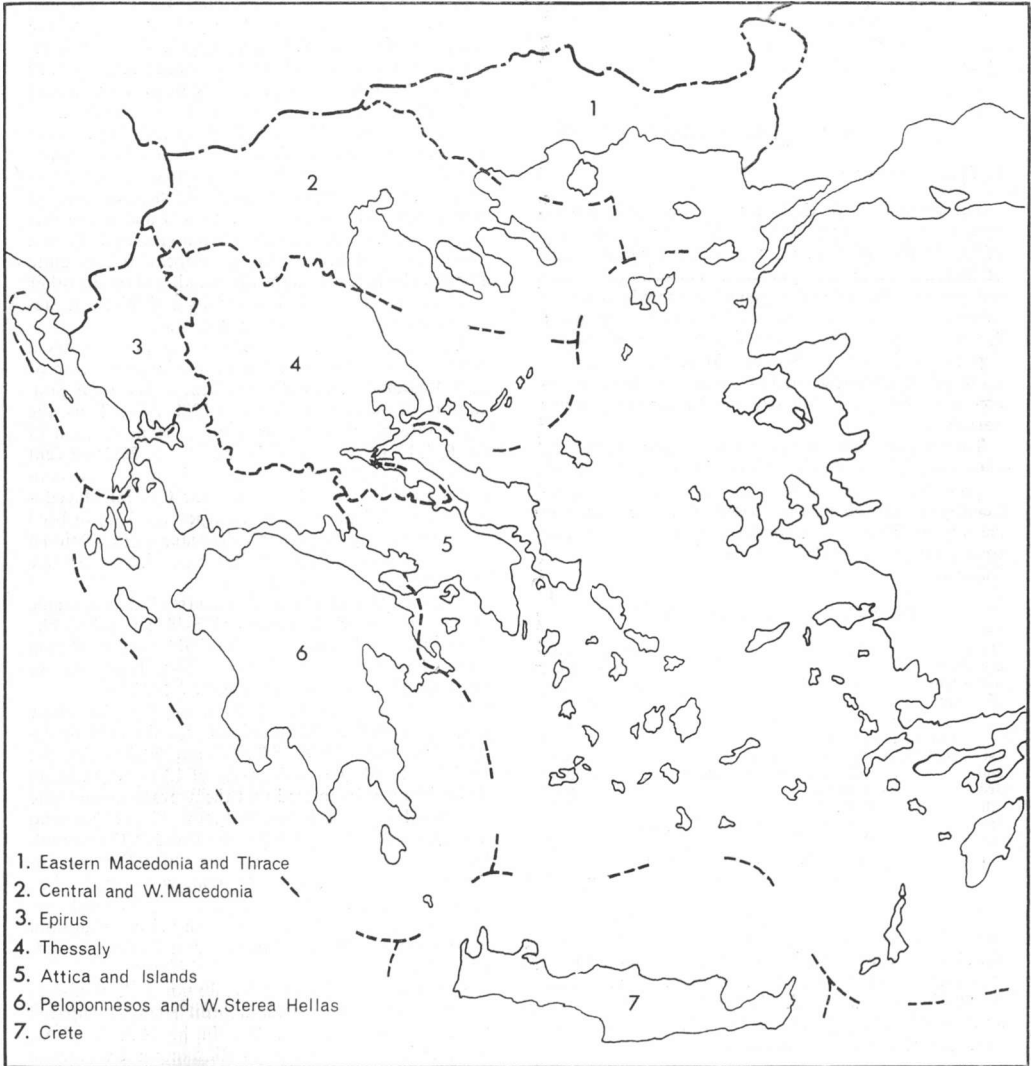 1
2
3
4
5
6
7
1. Eastern Macedonia and Thrace
2. Central and W. Macedonia
3. Epirus
4. Thessaly
5. Attica and Islands
6. Peloponnesos and W. Sterea Hellas
7. Crete